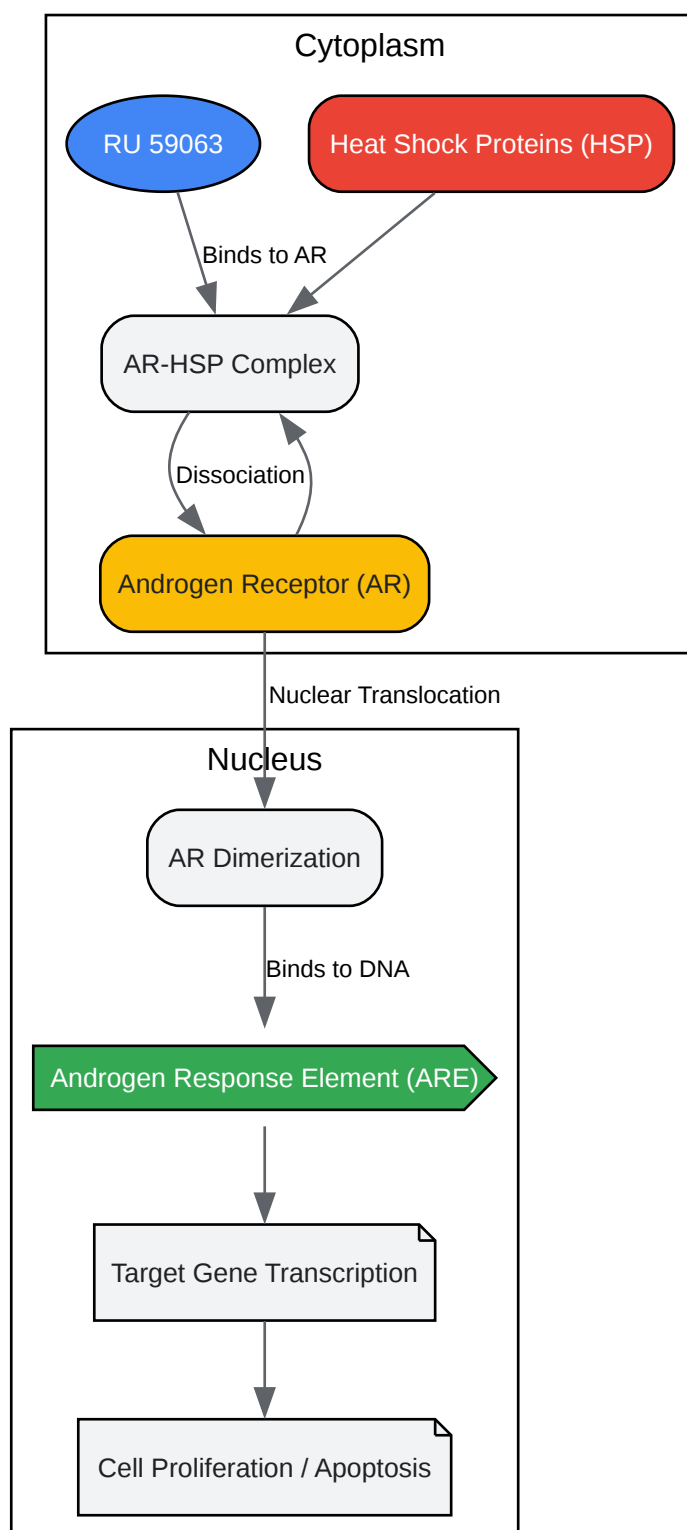 Cytoplasm
RU 59063
Heat Shock Proteins (HSP)
Binds to AR
AR-HSP Complex
Dissociation
Androgen Receptor (AR)
Nuclear Translocation
Nucleus
AR Dimerization
Binds to DNA
Androgen Response Element (ARE)
Target Gene Transcription
Cell Proliferation / Apoptosis